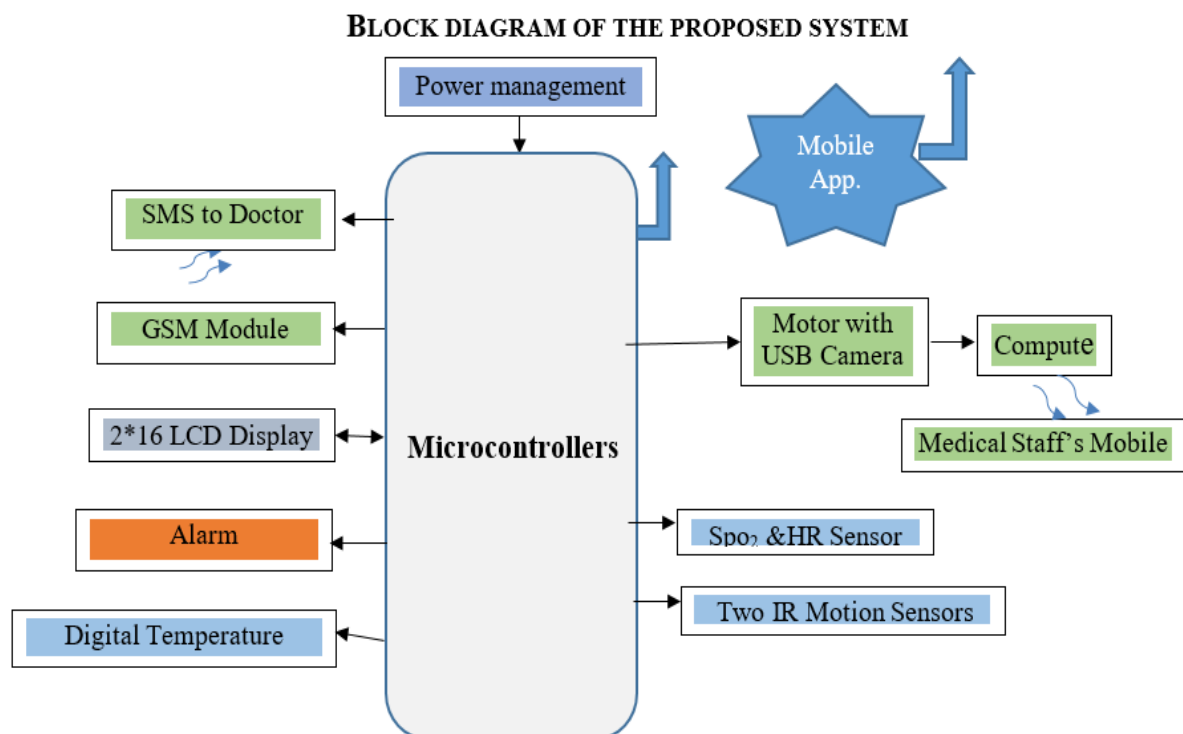 BLOCK DIAGRAM OF THE PROPOSED SYSTEM
Power management
Mobile
App.
SMS to Doctor
GSM Module
Motor with
USB Camera
Compute
2*16 LCD Display
Microcontrollers
Medical Staff’s Mobile
Alarm
Spo₂ &HR Sensor
Two IR Motion Sensors
Digital Temperature